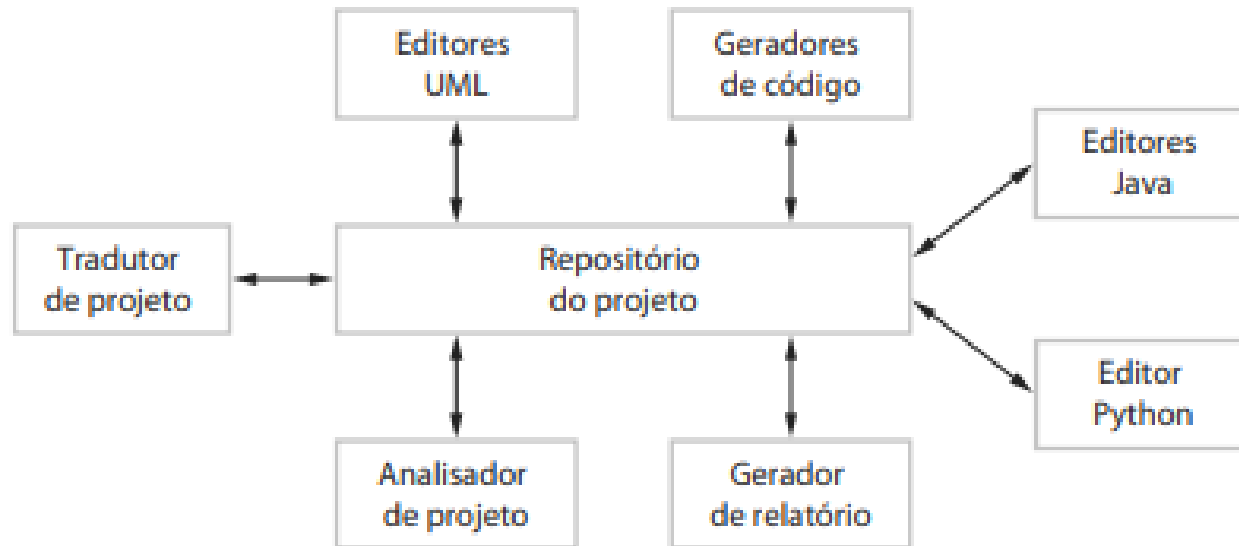 Editores
UML
Geradores
de código
Editores
Java
Tradutor
de projeto
Repositório
do projeto
Editor
Python
Analisador
de projeto
Gerador
de relatório